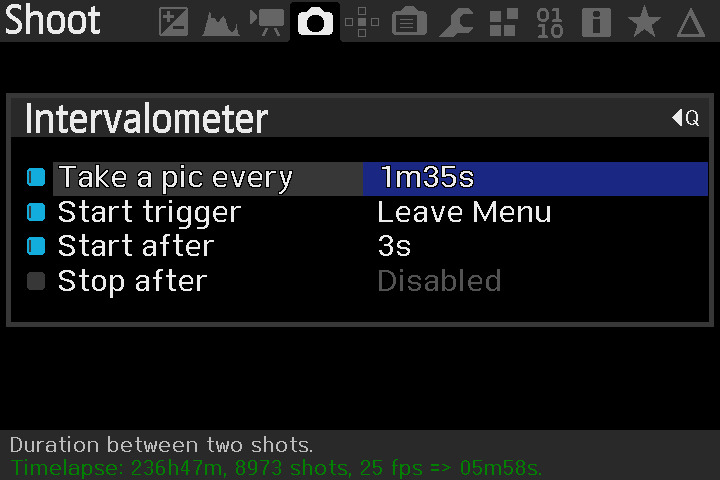 Shoot
01
10
Intervalometer
Q
Take a pic every 1m35s
Start trigger Leave Menu
Start after 3s
Stop after Disabled
Duration between two shots.
Timelapse: 236h47m, 8973 shots, 25 fps => 05m58s.